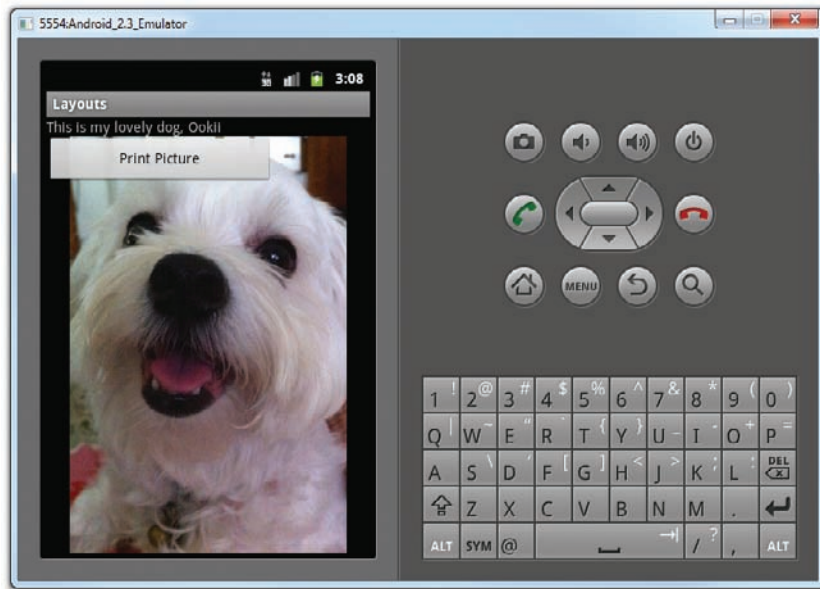 5554:Android_2.3_Emulator
3:08
Layouts
This is my lovely dog, Ookii
Print Picture
MENU
1 ! 2 @ 3 # 4 $ 5 % 6 ^ 7 & 8 * 9 ( 0 )
Q | W ~ E " R ` T { Y } U _ I - O + P =
A S \ D ' F [ G ] H < J > K ; L : DEL
Z X C V B N M .
ALT SYM @ / ? , ALT